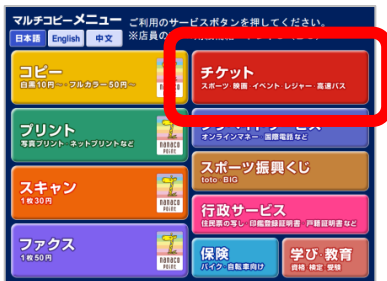 マルチコピーメニュー ご利用のサービスボタンを押してください。
日本語 English 中文 ※店員の
コピー
白黒10円〜・フルカラー50円〜
チケット
スポーツ・映画・イベント レジャー・高速バス
プリント
写真プリント ネットプリントなど
nanaco
POINT
オンラインマネー 国際電話など
スキャン
1枚30円
nanaco
POINT
スポーツ振興くじ
toto BIG
行政サービス
住民票の写し 印鑑登録証明書 戸籍証明書など
ファクス
1枚50円
nanaco
POINT
保険
バイク 自転車向け
学び・教育
資格 検定 受験